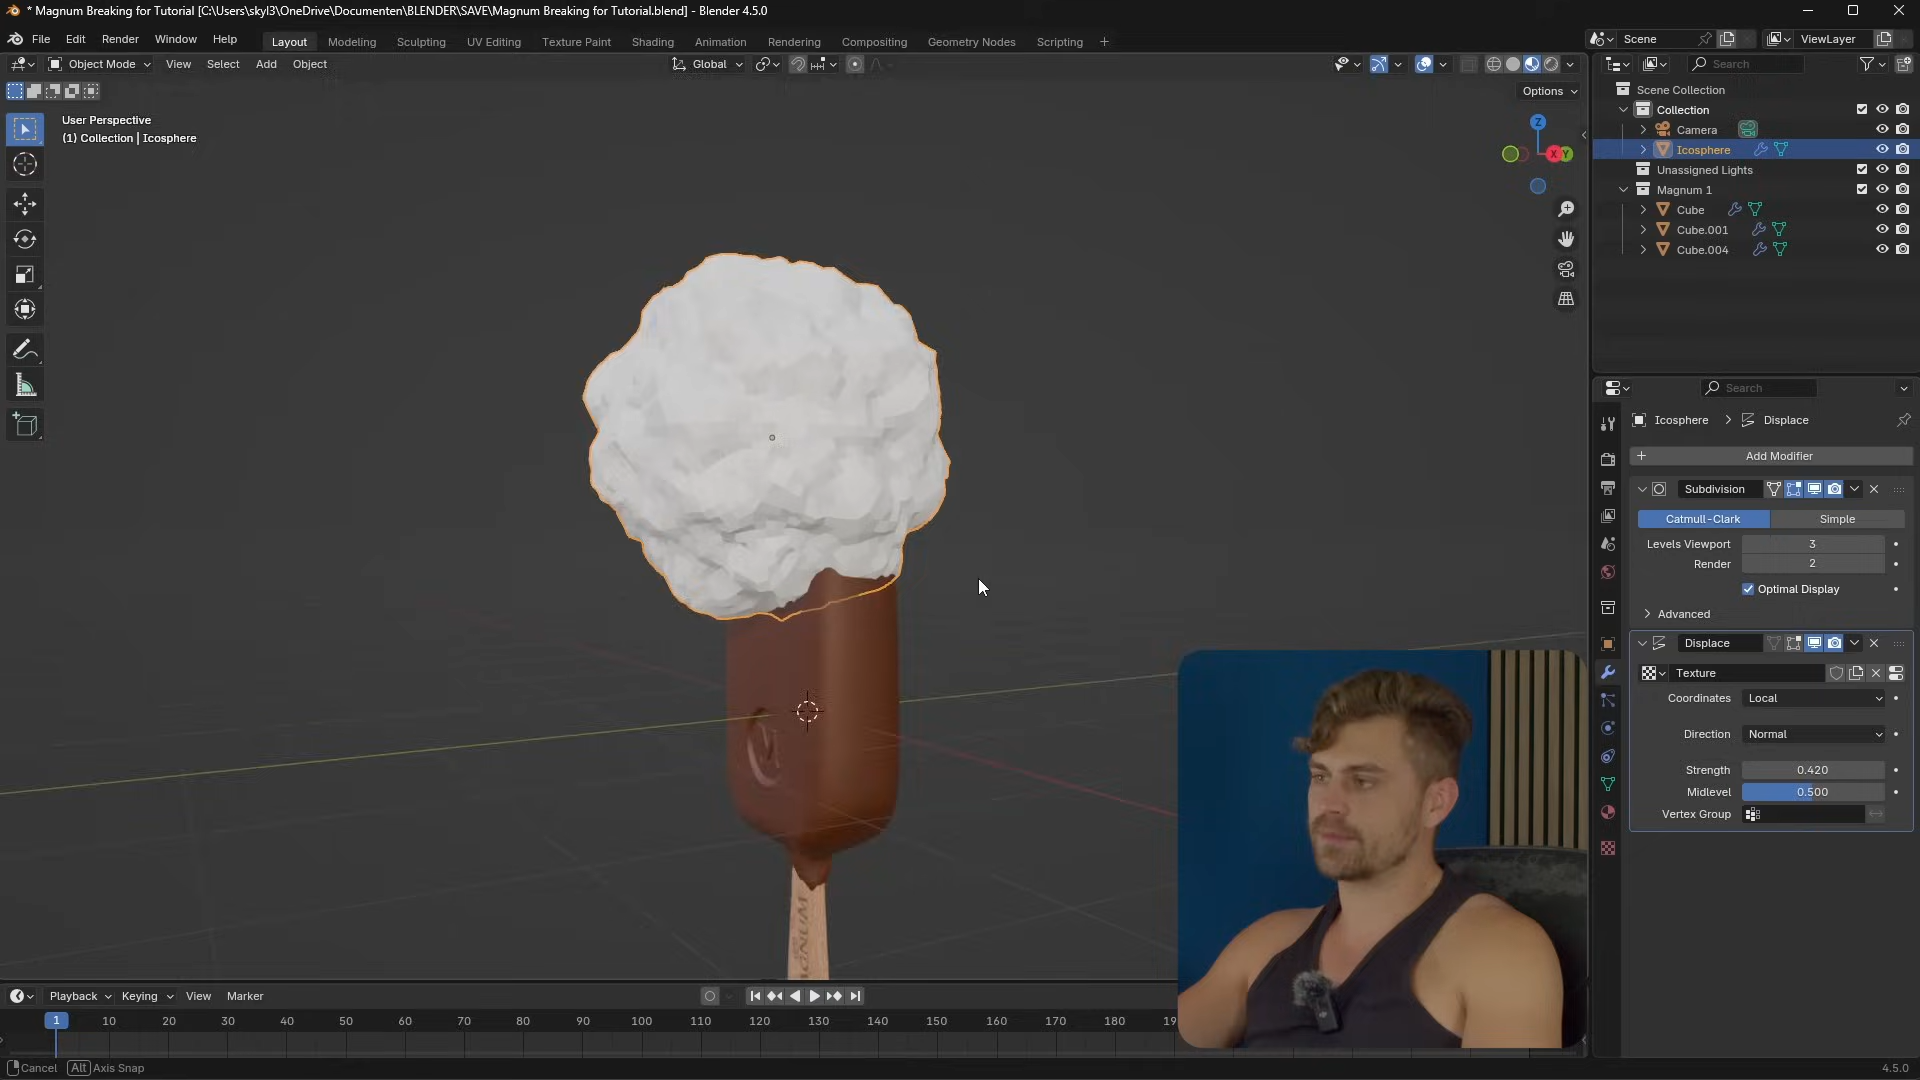 * Magnum Breaking for Tutorial [C:\Users\skyl3\OneDrive\Documenten\BLENDER\SAVE\Magnum Breaking for Tutorial.blend] - Blender 4.5.0
File Edit Render Window Help
Layout Modeling Sculpting UV Editing Texture Paint Shading Animation Rendering Compositing Geometry Nodes Scripting +
Scene
ViewLayer
Object Mode
View Select Add Object
Global
Search
Options
User Perspective
(1) Collection | Icosphere
Z
X
Y
Scene Collection
Collection
Camera
Icosphere
Unassigned Lights
Magnum 1
Cube
Cube.001
Cube.004
Search
Icosphere > Displace
+ Add Modifier
Subdivision
Catmull-Clark Simple
Levels Viewport 3
Render 2
Optimal Display
Advanced
Displace
Texture
Coordinates Local
Direction Normal
Strength 0.420
Midlevel 0.500
Vertex Group
MAGNUM
Playback Keying View Marker
1 10 20 30 40 50 60 70 80 90 100 110 120 130 140 150 160 170 180 19
Cancel Alt Axis Snap
4.5.0